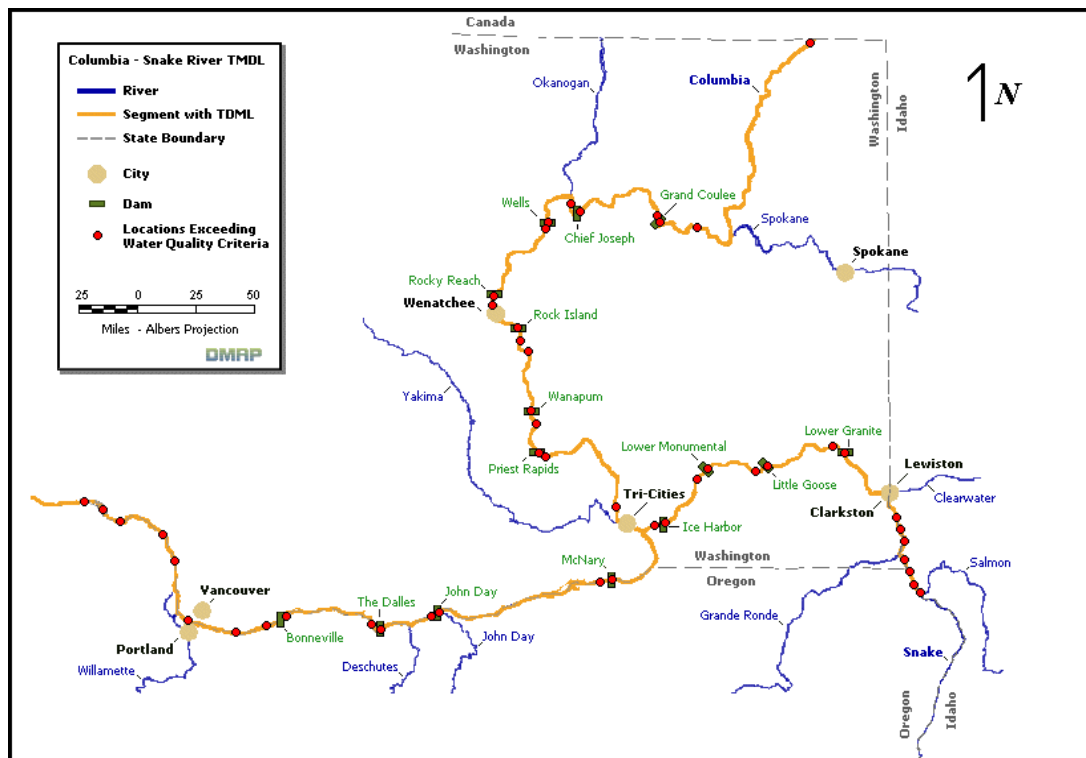 Canada
Washington
Columbia - Snake River TMDL
River
Segment with TDML
State Boundary
City
Dam
Locations Exceeding
Water Quality Criteria
25 0 25 50
Miles - Albers Projection
DMAP
Okanogan
Columbia
Washington
Idaho
N
Wells
Grand Coulee
Chief Joseph
Spokane
Spokane
Rocky Reach
Wenatchee
Rock Island
Yakima
Wanapum
Priest Rapids
Lower Monumental
Lower Granite
Little Goose
Lewiston
Clearwater
Clarkston
Tri-Cities
Ice Harbor
McNary
Washington
Oregon
Salmon
Vancouver
The Dalles
John Day
Bonneville
Portland
Willamette
Deschutes
John Day
Grande Ronde
Snake
Oregon
Idaho